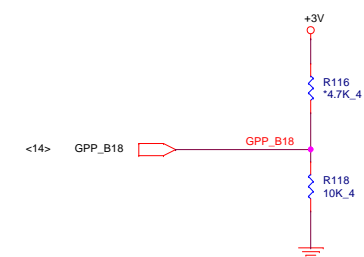 +3V
R116
*4.7K_4
<14> GPP_B18 GPP_B18
R118
10K_4